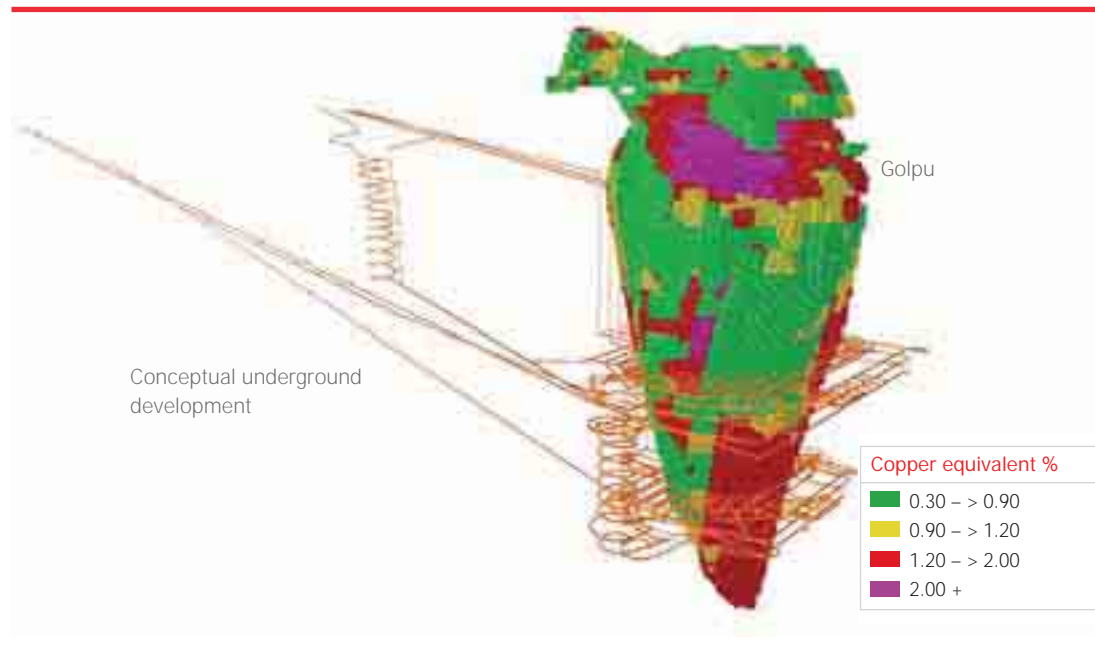 Golpu
Conceptual underground
development
Copper equivalent %
0.30 – > 0.90
0.90 – > 1.20
1.20 – > 2.00
2.00 +